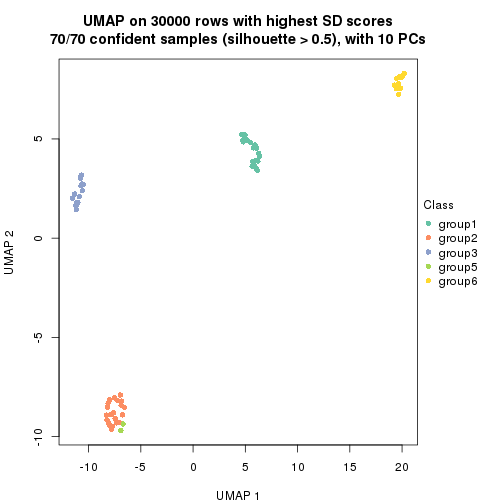 UMAP on 30000 rows with highest SD scores
70/70 confident samples (silhouette > 0.5), with 10 PCs
UMAP 2
5
0
-5
-10
-10
-5
0
5
10
15
20
UMAP 1
Class
group1
group2
group3
group5
group6